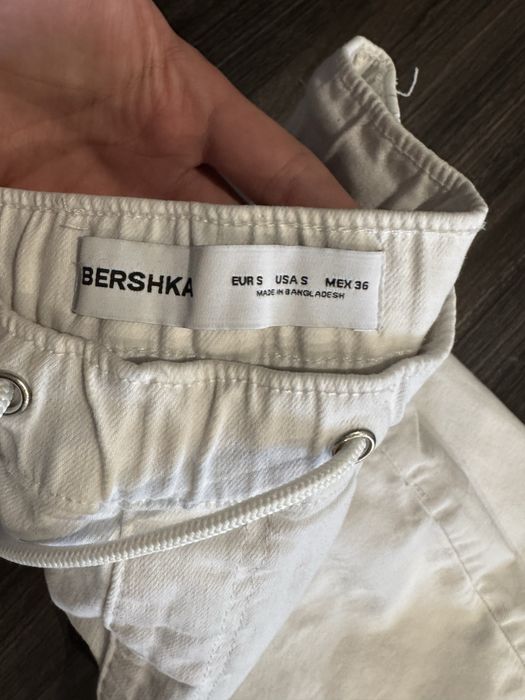 BERSHKA
EUR S USA S MEX 36
MADE IN BANGLADESH